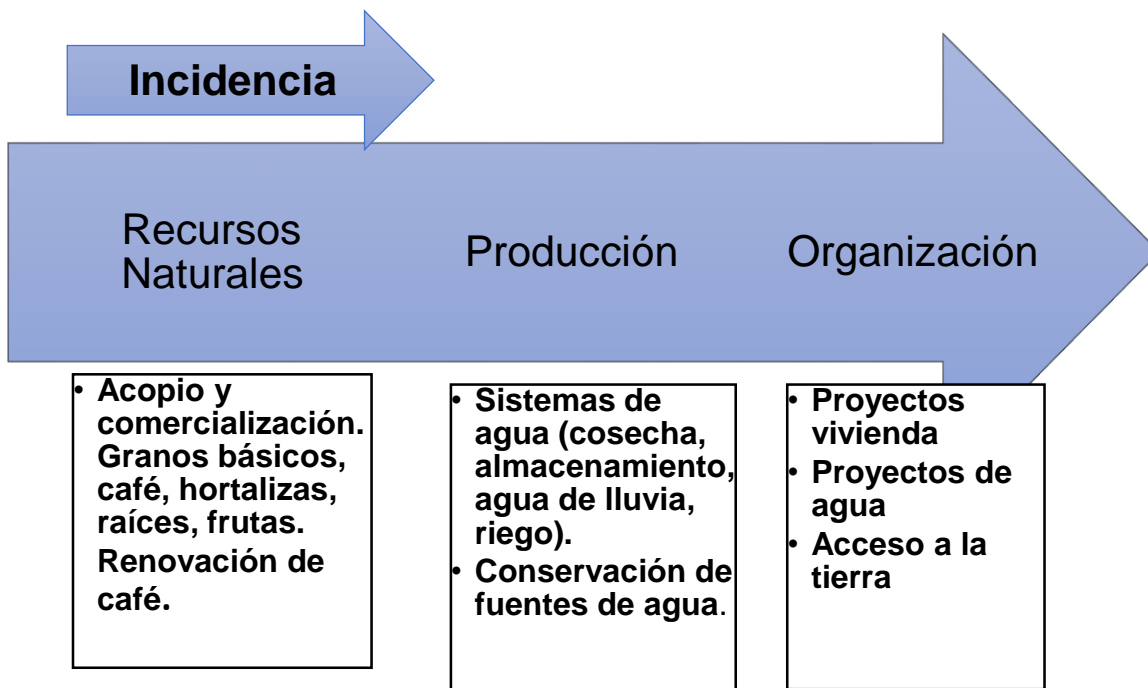 Incidencia
Recursos
Naturales
Producción
Organización
• Acopio y
comercialización.
Granos básicos,
café, hortalizas,
raíces, frutas.
Renovación de
café.
• Sistemas de
agua (cosecha,
almacenamiento,
agua de lluvia,
riego).
• Conservación de
fuentes de agua.
• Proyectos
vivienda
• Proyectos de
agua
• Acceso a la
tierra